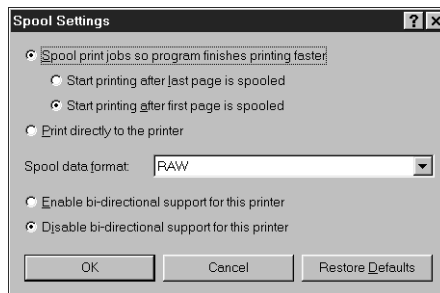 Spool Settings
Spool print jobs so program finishes printing faster
Start printing after last page is spooled
Start printing after first page is spooled
Print directly to the printer
Spool data format: RAW
Enable bi-directional support for this printer
Disable bi-directional support for this printer
OK Cancel Restore Defaults